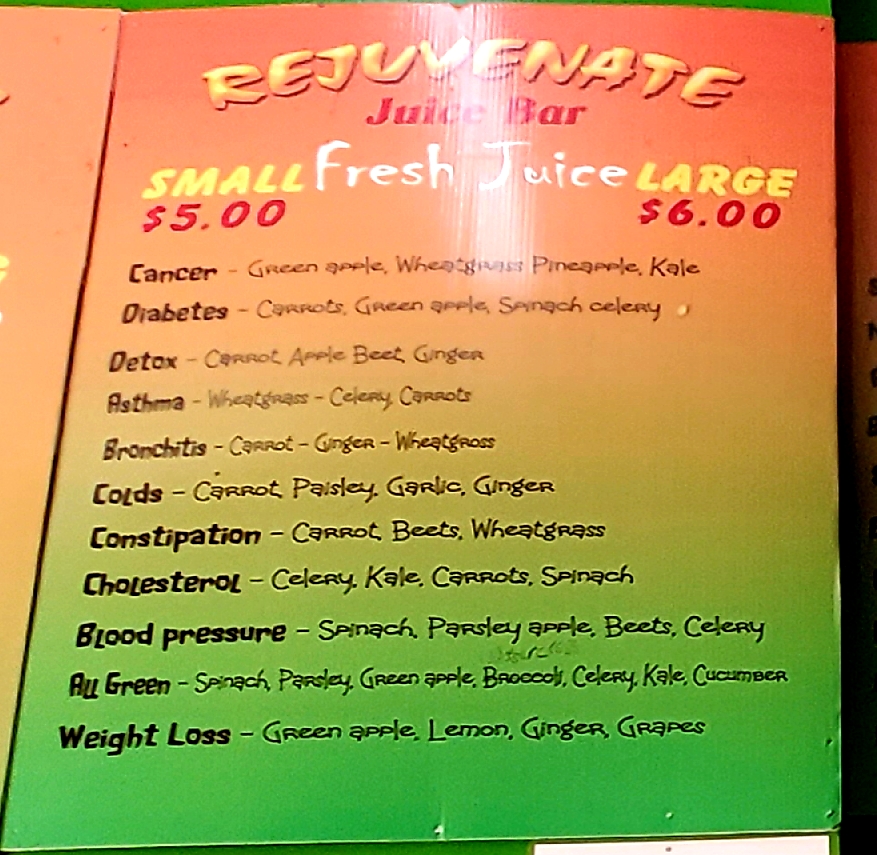 REJUVENATE
Juice Bar
SMALL Fresh Juice LARGE
$5.00 $6.00
Cancer - Green apple, Wheatgrass Pineapple, Kale
Diabetes - Carrots, Green apple, Spinach celery
Detox - Carrot, Apple Beet, Ginger
Asthma - Wheatgrass - Celery, Carrots
Bronchitis - Carrot - Ginger - Wheatgross
Colds - Carrot, Paisley, Garlic, Ginger
Constipation - Carrot, Beets, Wheatgrass
Cholesterol - Celery, Kale, Carrots, Spinach
Blood pressure - Spinach, Parsley apple, Beets, Celery
All Green - Spinach, Parsley, Green apple, Broccoli, Celery, Kale, Cucumber
Weight Loss - Green apple, Lemon, Ginger, Grapes